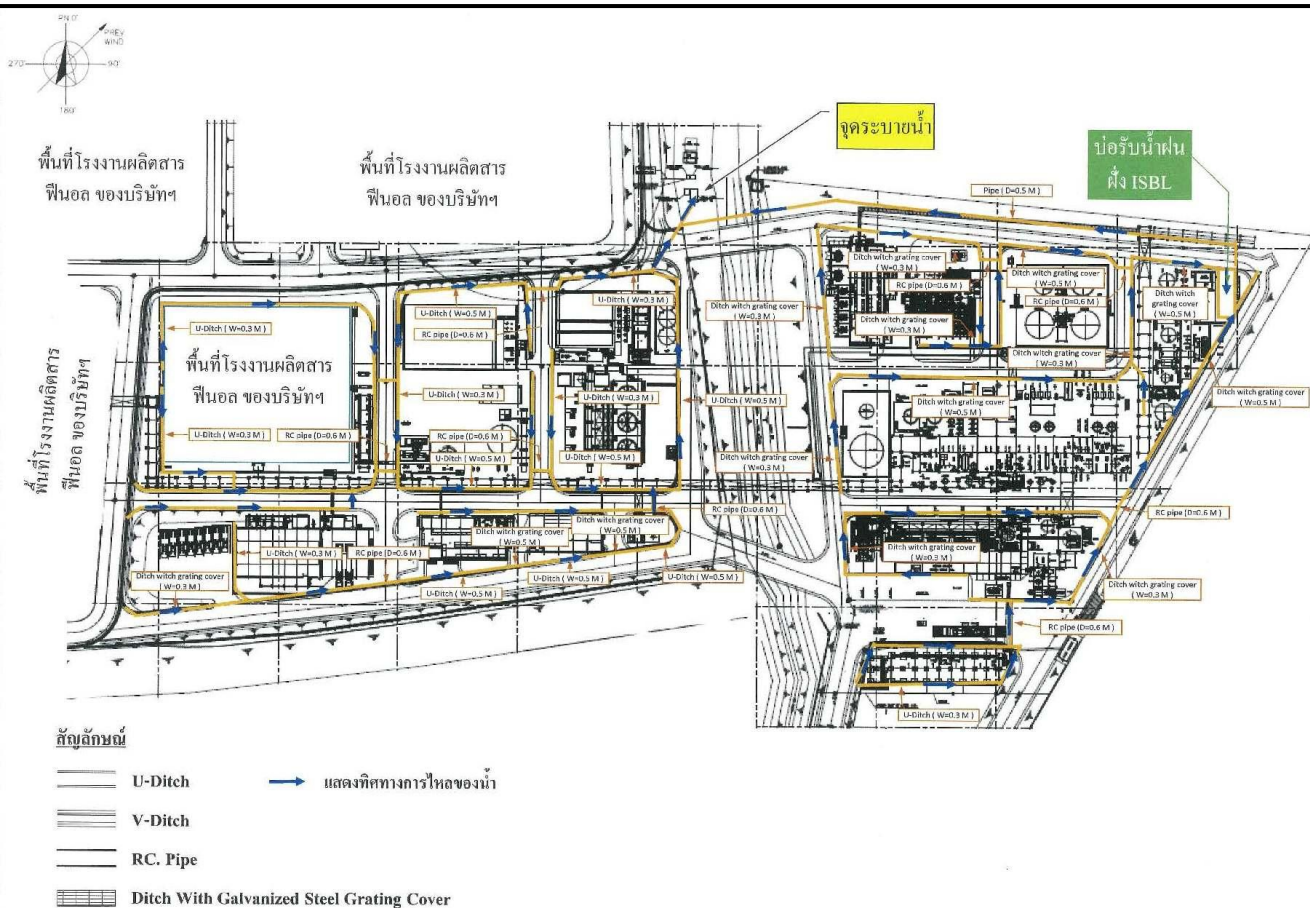 PN.0°
PREV
WIND
270°
90°
180°
จุดระบายน้ำ
บ่อรับน้ำฝน
ฝั่ง ISBL
พื้นที่โรงงานผลิตสาร
ฟีนอล ของบริษัทฯ
พื้นที่โรงงานผลิตสาร
ฟีนอล ของบริษัทฯ
Pipe ( D=0.5 M )
Ditch witch grating cover
( W=0.3 M )
RC pipe (D=0.6 M )
Ditch witch grating cover
( W=0.5 M )
RC pipe (D=0.6 M )
Ditch witch
grating cover
( W=0.5 M )
U-Ditch ( W=0.3 M )
U-Ditch ( W=0.5 M )
RC pipe (D=0.6 M )
Ditch witch grating cover
( W=0.3 M )
Ditch witch grating cover
( W=0.3 M )
Ditch witch grating cover
( W=0.3 M )
U-Ditch ( W=0.3 M )
พื้นที่โรงงานผลิตสาร
ฟีนอล ของบริษัทฯ
พื้นที่โรงงานผลิตสาร
ฟีนอล ของบริษัทฯ
U-Ditch ( W=0.3 M )
U-Ditch ( W=0.3 M )
U-Ditch ( W=0.5 M )
Ditch witch grating cover
( W=0.5 M )
Ditch witch grating cover
( W=0.5 M )
U-Ditch ( W=0.3 M )
RC pipe (D=0.6 M )
RC pipe (D=0.6 M )
U-Ditch ( W=0.5 M )
U-Ditch ( W=0.5 M )
Ditch witch grating cover
( W=0.3 M )
RC pipe (D=0.6 M )
RC pipe (D=0.6 M )
Ditch witch grating cover
( W=0.5 M )
Ditch witch grating cover
( W=0.5 M )
U-Ditch ( W=0.3 M )
RC pipe (D=0.6 M )
Ditch witch grating cover
( W=0.3 M )
Ditch witch grating cover
( W=0.3 M )
U-Ditch ( W=0.5 M )
U-Ditch ( W=0.5 M )
U-Ditch ( W=0.5 M )
Ditch witch grating cover
( W=0.3 M )
RC pipe (D=0.6 M )
U-Ditch ( W=0.3 M )
สัญลักษณ์
U-Ditch
แสดงทิศทางการไหลของน้ำ
V-Ditch
RC. Pipe
Ditch With Galvanized Steel Grating Cover